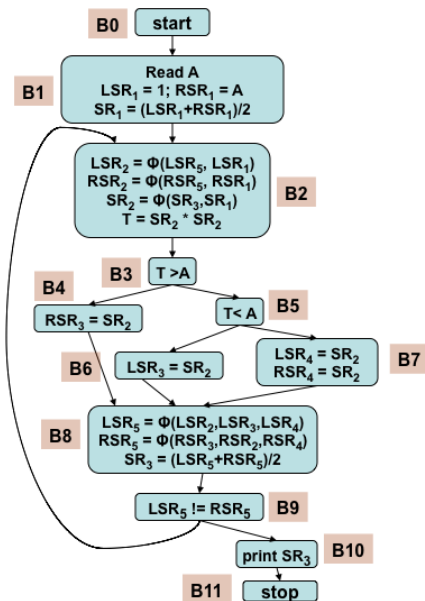 B0
start
B1
Read A
LSR₁ = 1; RSR₁ = A
SR₁ = (LSR₁+RSR₁)/2
LSR₂ = Φ(LSR₅, LSR₁)
RSR₂ = Φ(RSR₅, RSR₁)
SR₂ = Φ(SR₃,SR₁)
T = SR₂ * SR₂
B2
B3
T >A
B4
RSR₃ = SR₂
B5
T< A
B6
LSR₃ = SR₂
LSR₄ = SR₂
RSR₄ = SR₂
B7
B8
LSR₅ = Φ(LSR₂,LSR₃,LSR₄)
RSR₅ = Φ(RSR₃,RSR₂,RSR₄)
SR₃ = (LSR₅+RSR₅)/2
B9
LSR₅ != RSR₅
B10
print SR₃
B11
stop